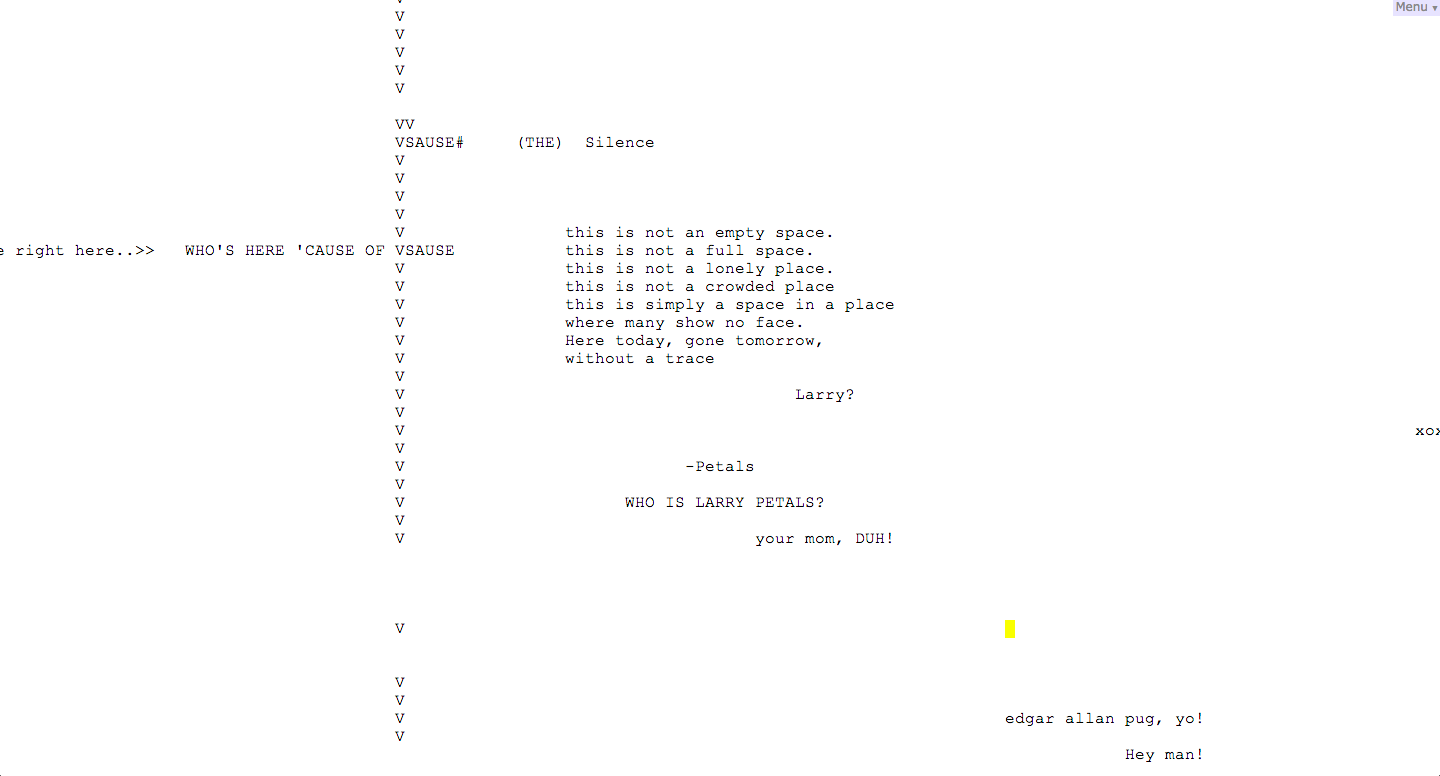 V
Menu ▾
V
V
V
V
VV
VSAUSE# (THE) Silence
V
V
V
V
V this is not an empty space.
e right here..>> WHO'S HERE 'CAUSE OF VSAUSE this is not a full space.
V this is not a lonely place.
V this is not a crowded place
V this is simply a space in a place
V where many show no face.
V Here today, gone tomorrow,
V without a trace
V
V Larry?
V
V xox
V
V -Petals
V
V WHO IS LARRY PETALS?
V
V your mom, DUH!
V
V
V
V edgar allan pug, yo!
V
Hey man!